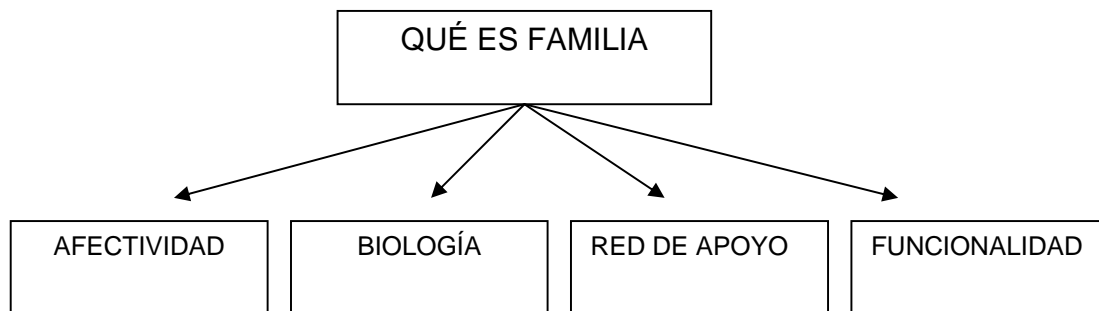 QUÉ ES FAMILIA
AFECTIVIDAD
BIOLOGÍA
RED DE APOYO
FUNCIONALIDAD